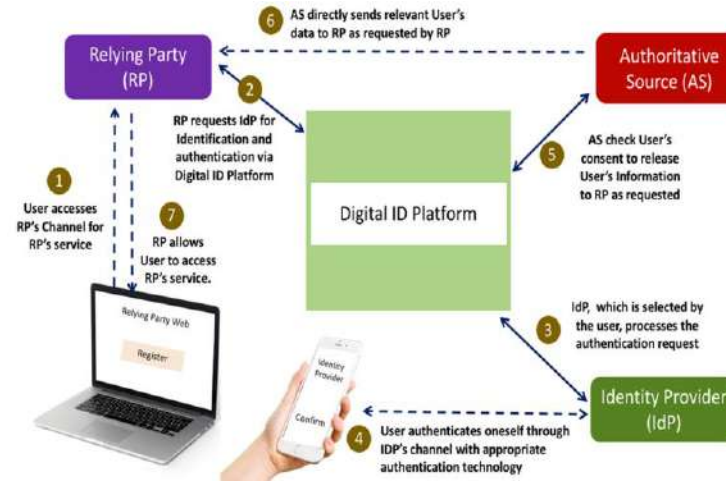 6
AS directly sends relevant User's
data to RP as requested by RP
Relying Party
(RP)
Authoritative
Source (AS)
2
RP requests IdP for
Identification and
authentication via
Digital ID Platform
AS check User's
5
consent to release
User's Information
to RP as requested
1
User accesses
RP's Channel for
RP's service
7
RP allows
User to access
RP's service.
Digital ID Platform
Relying Party Web
Register
Identity
Provider
Confirm
IdP, which is selected by
3
the user, processes the
authentication request
Identity Provider
(IdP)
4
User authenticates oneself through
IDP's channel with appropriate
authentication technology